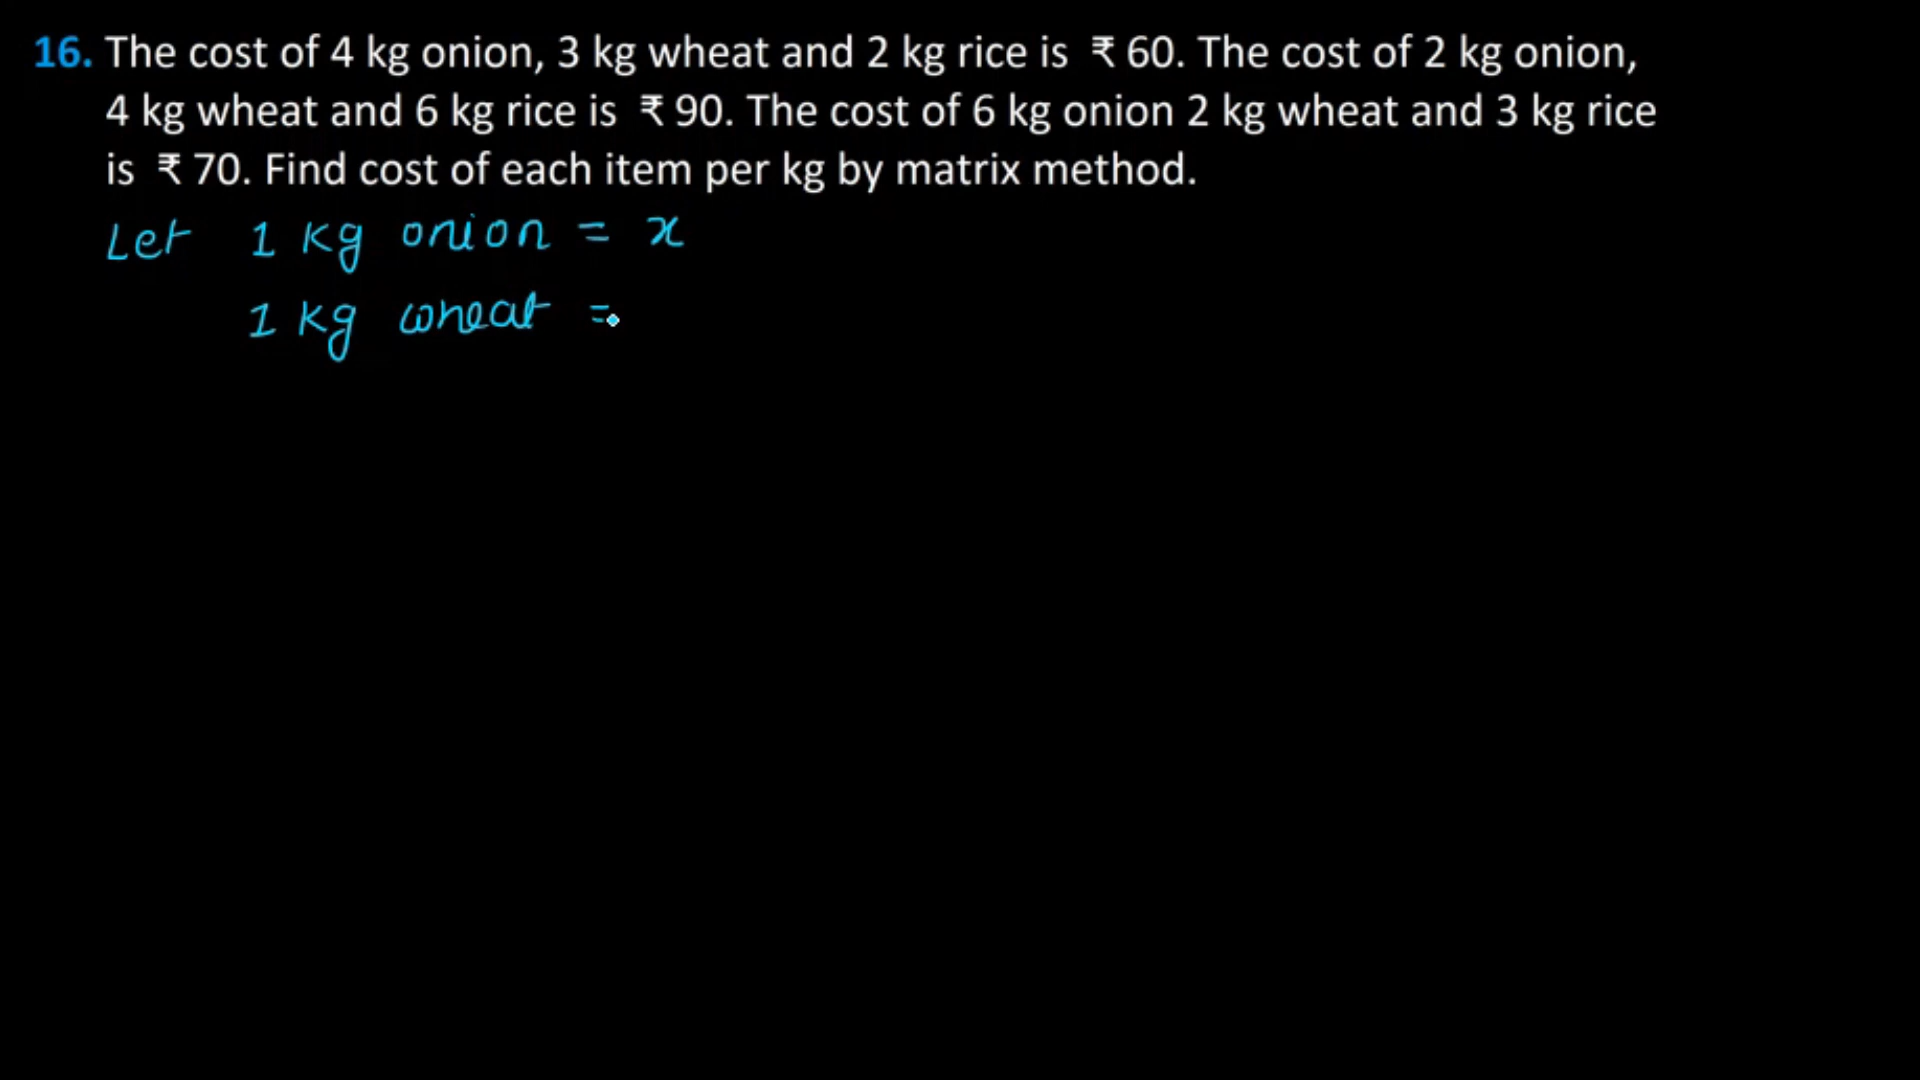 16. The cost of 4 kg onion, 3 kg wheat and 2 kg rice is ₹ 60. The cost of 2 kg onion,
4 kg wheat and 6 kg rice is ₹ 90. The cost of 6 kg onion 2 kg wheat and 3 kg rice
is ₹ 70. Find cost of each item per kg by matrix method.
Let 1 kg onion = x
1 kg wheat =